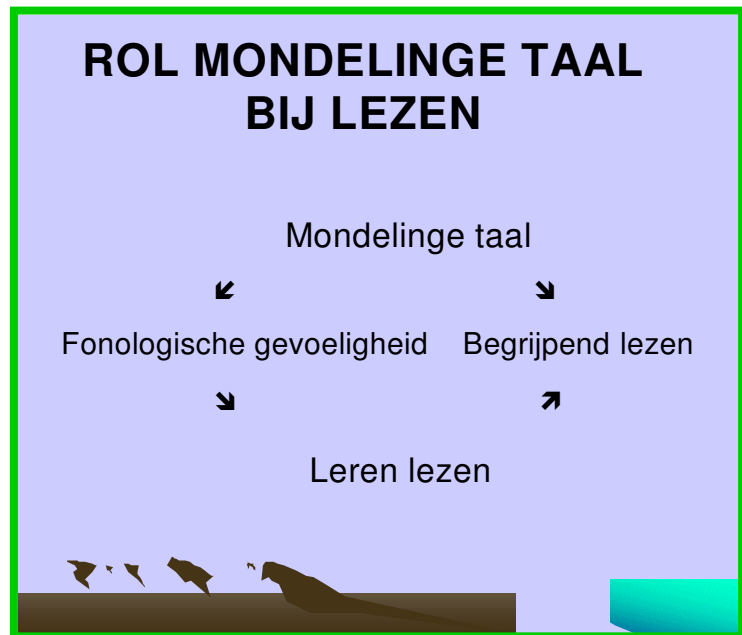 ROL MONDELINGE TAAL
BIJ LEZEN
Mondelinge taal
🡿 🡾
Fonologische gevoeligheid Begrijpend lezen
🡾 🡽
Leren lezen